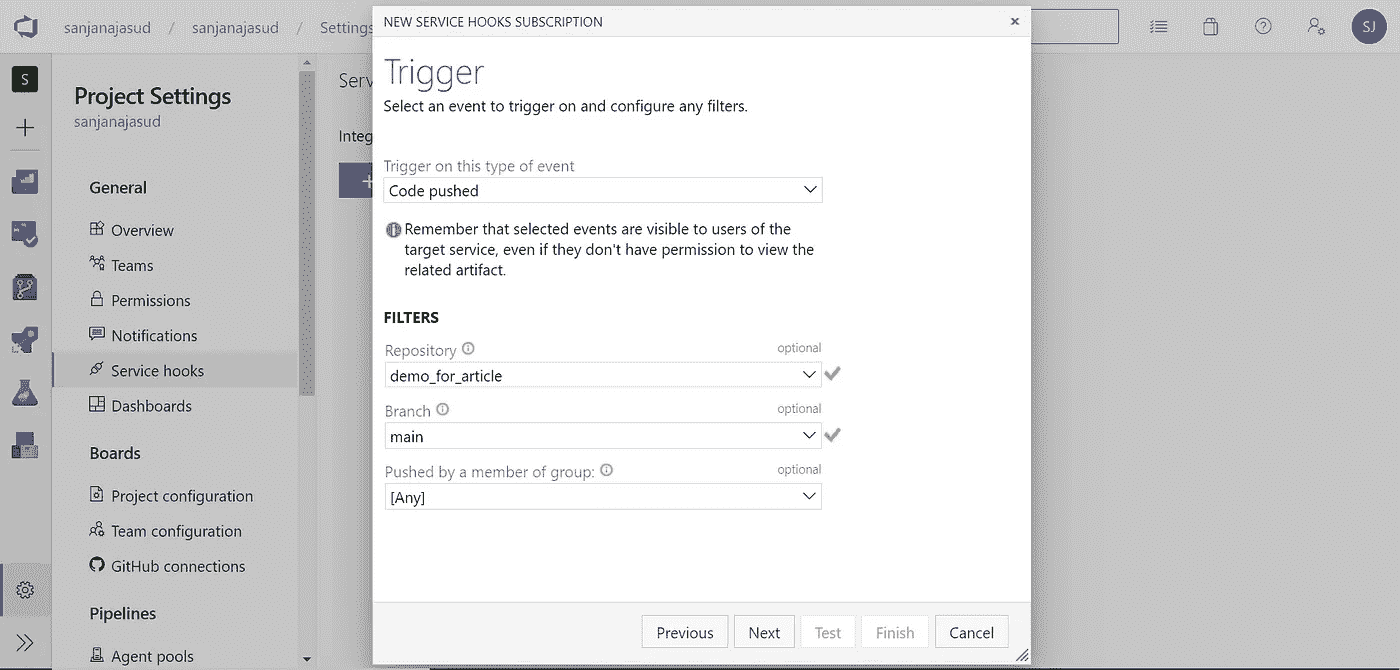 sanjanajasud / sanjanajasud / Settings
SJ
S
Project Settings
sanjanajasud
General
Overview
Teams
Permissions
Notifications
Service hooks
Dashboards
Boards
Project configuration
Team configuration
GitHub connections
Pipelines
Agent pools
Serv
Integ
NEW SERVICE HOOKS SUBSCRIPTION
Trigger
Select an event to trigger on and configure any filters.
Trigger on this type of event
Code pushed
Remember that selected events are visible to users of the
target service, even if they don't have permission to view the
related artifact.
FILTERS
Repository optional
demo_for_article
Branch optional
main
Pushed by a member of group: optional
[Any]
Previous Next Test Finish Cancel